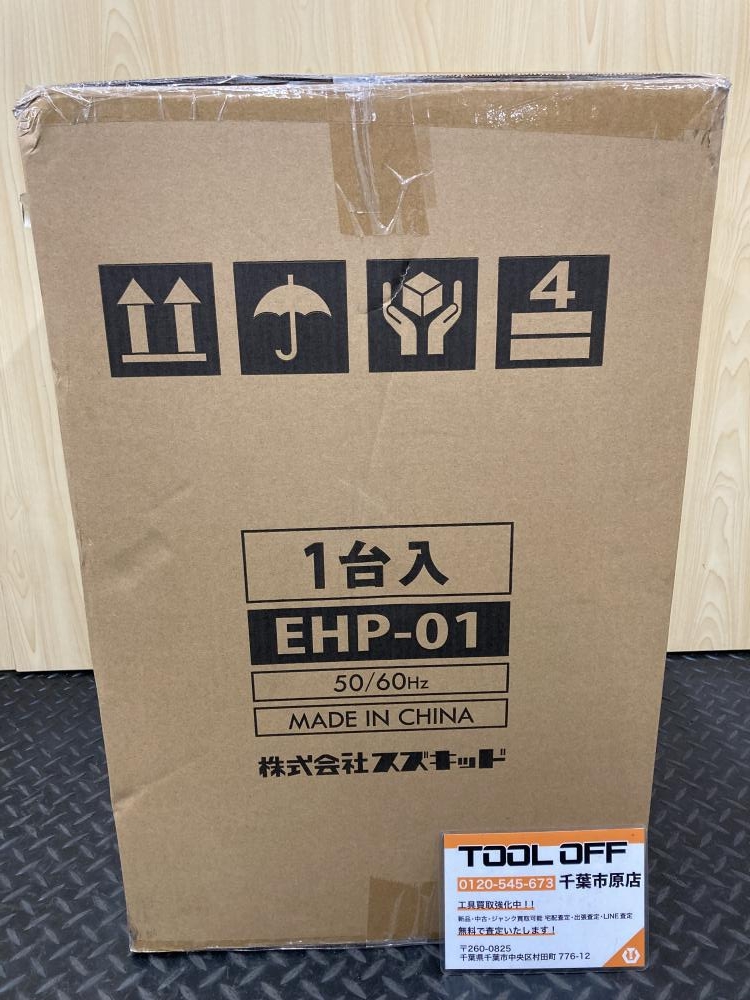 4
1台入
EHP-01
50/60Hz
MADE IN CHINA
株式会社スズキッド
TOOL OFF
0120-545-673 千葉市原店
工具買取強化中!!
新品・中古・ジャンク買取可能 宅配査定・出張査定・LINE査定
無料で査定いたします!
〒260-0825
千葉県千葉市中央区村田町 776-12